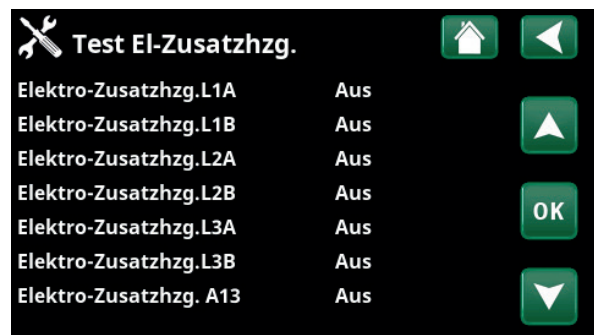 Test El-Zusatzhzg.
Elektro-Zusatzhzg.L1A Aus
Elektro-Zusatzhzg.L1B Aus
Elektro-Zusatzhzg.L2A Aus
Elektro-Zusatzhzg.L2B Aus
OK
Elektro-Zusatzhzg.L3A Aus
Elektro-Zusatzhzg.L3B Aus
Elektro-Zusatzhzg. A13 Aus